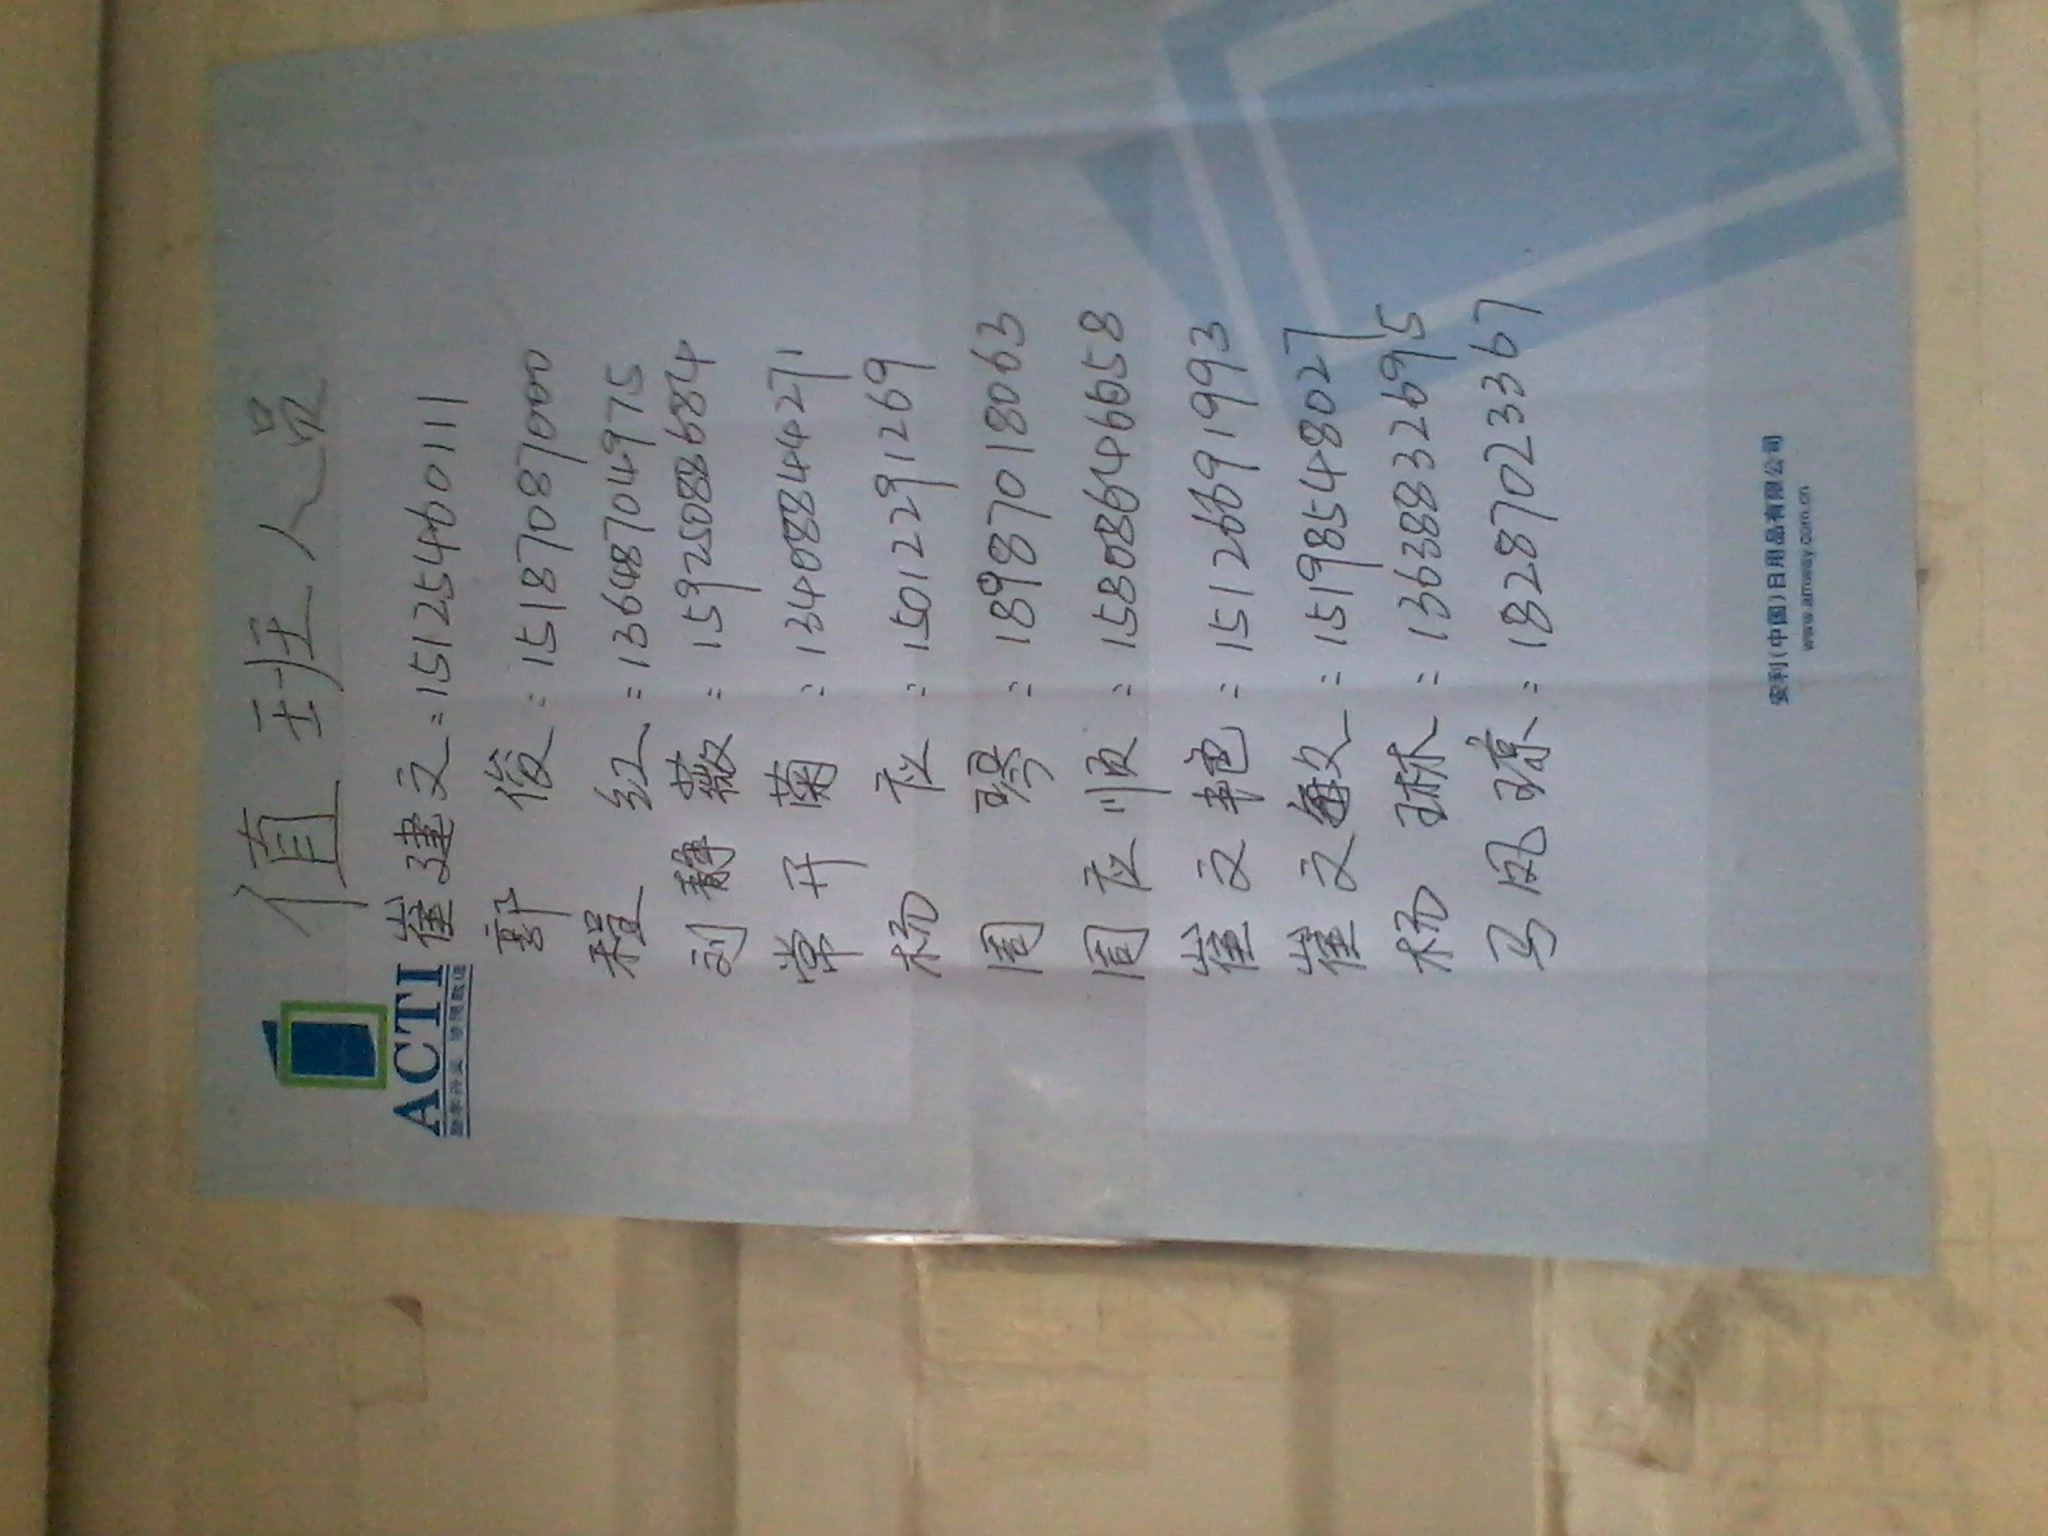 值班人员
ACTI
崔建文：15125460111
郭俊：15187087000
程红：13648704975
刘静薇：15925088684
常开菊：13408844271
杨应：15012291269
周琴：18987018063
周应顺：15808646658
崔文艳：15126691993
崔文敏：15198548027
杨琳：13638832695
马凤琼：18287023367
安利(中国)日用品有限公司
www.amway.com.cn